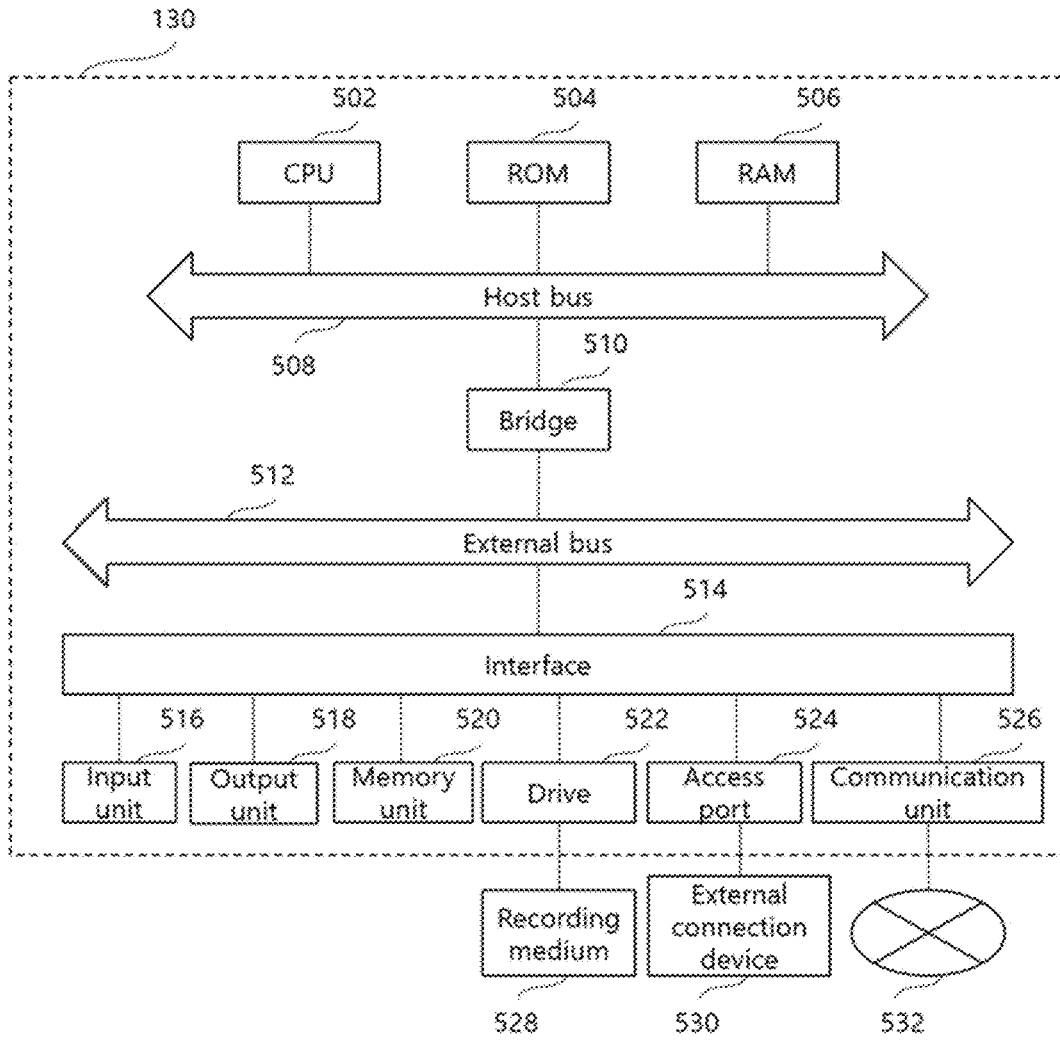 130
502
504
506
CPU
ROM
RAM
Host bus
508
510
Bridge
512
External bus
514
Interface
516
518
520
522
524
526
Input
unit
Output
unit
Memory
unit
Drive
Access
port
Communication
unit
Recording
medium
External
connection
device
528
530
532